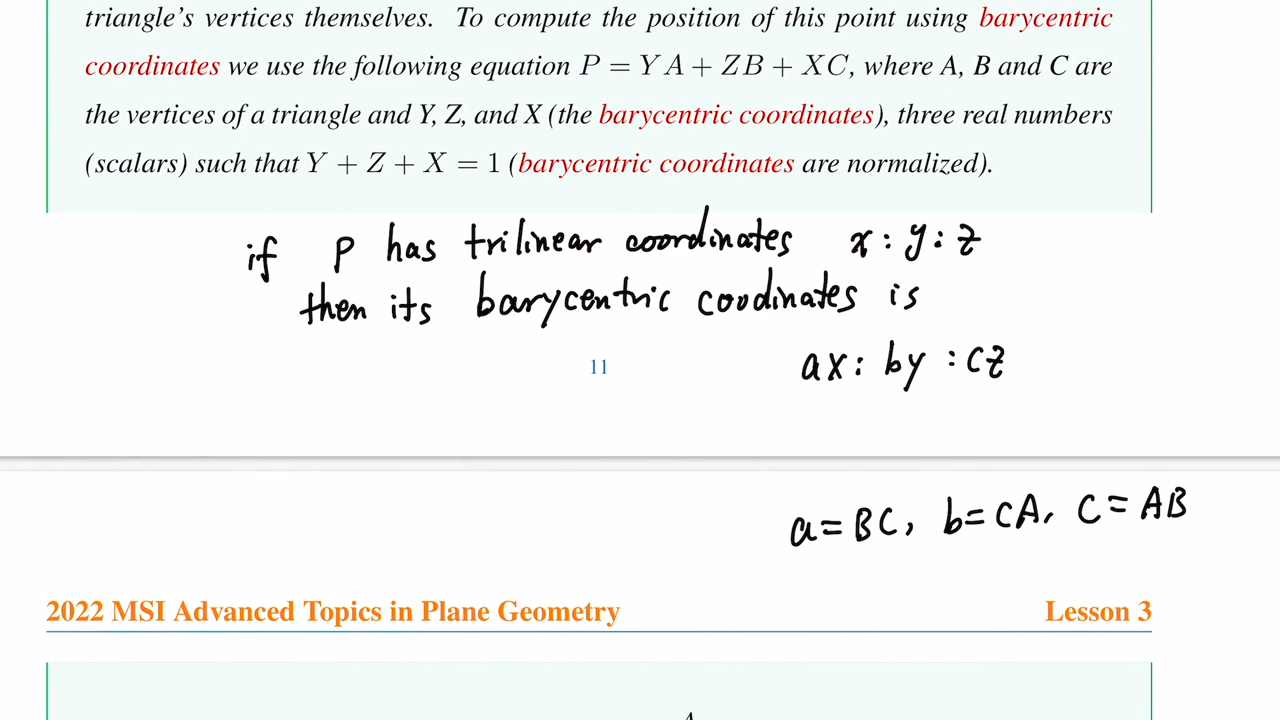 triangle's vertices themselves. To compute the position of this point using barycentric
coordinates we use the following equation P = Y A + ZB + XC, where A, B and C are
the vertices of a triangle and Y, Z, and X (the barycentric coordinates), three real numbers
(scalars) such that Y + Z + X = 1 (barycentric coordinates are normalized).
if P has trilinear coordinates x : y : z
then its barycentric coodinates is
ax : by : cz
11
a = BC, b = CA, c = AB
2022 MSI Advanced Topics in Plane Geometry
Lesson 3